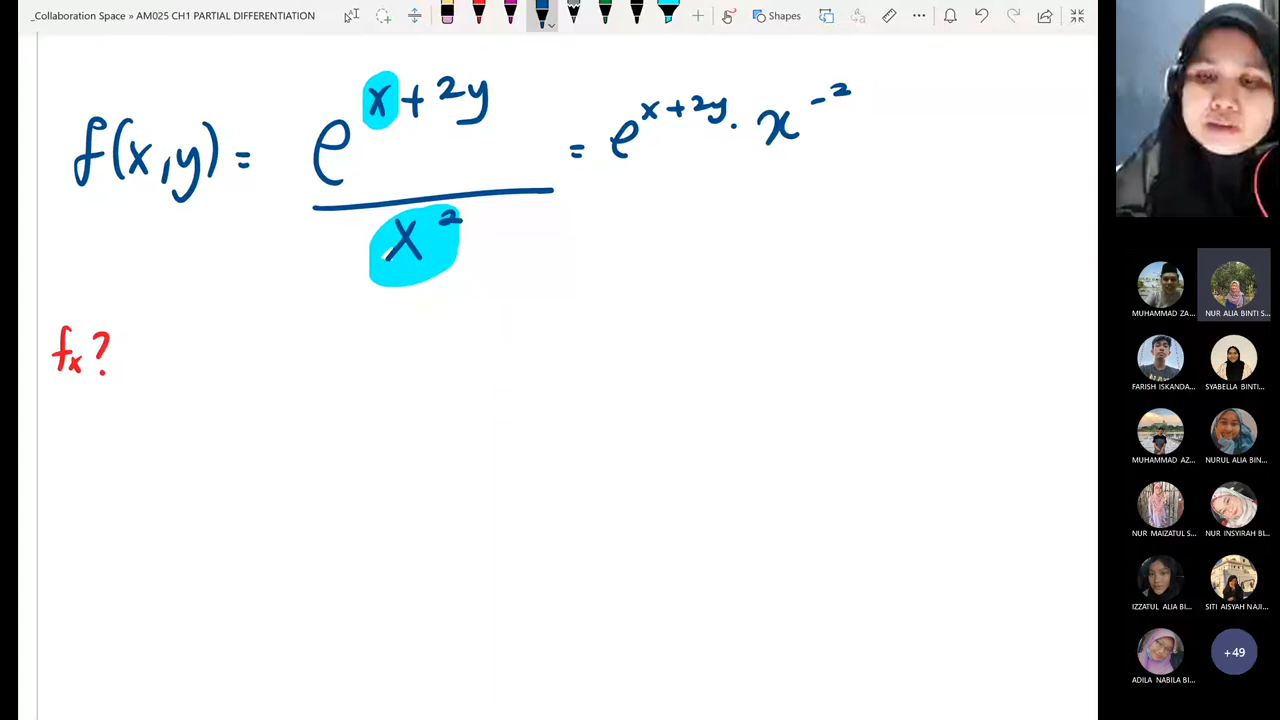 _Collaboration Space » AM025 CH1 PARTIAL DIFFERENTIATION
Shapes
f(x,y) = e^{x+2y} / x^2 = e^{x+2y} · x^{-2}
f_x ?
MUHAMMAD ZA...
NUR ALIA BINTI S...
FARISH ISKANDA...
SYABELLA BINTI...
MUHAMMAD AZ...
NURUL ALIA BIN...
NUR MAIZATUL S...
NUR INSYIRAH BI...
IZZATUL ALIA BI...
SITI AISYAH NAJI...
ADILA NABILA BI...
+49